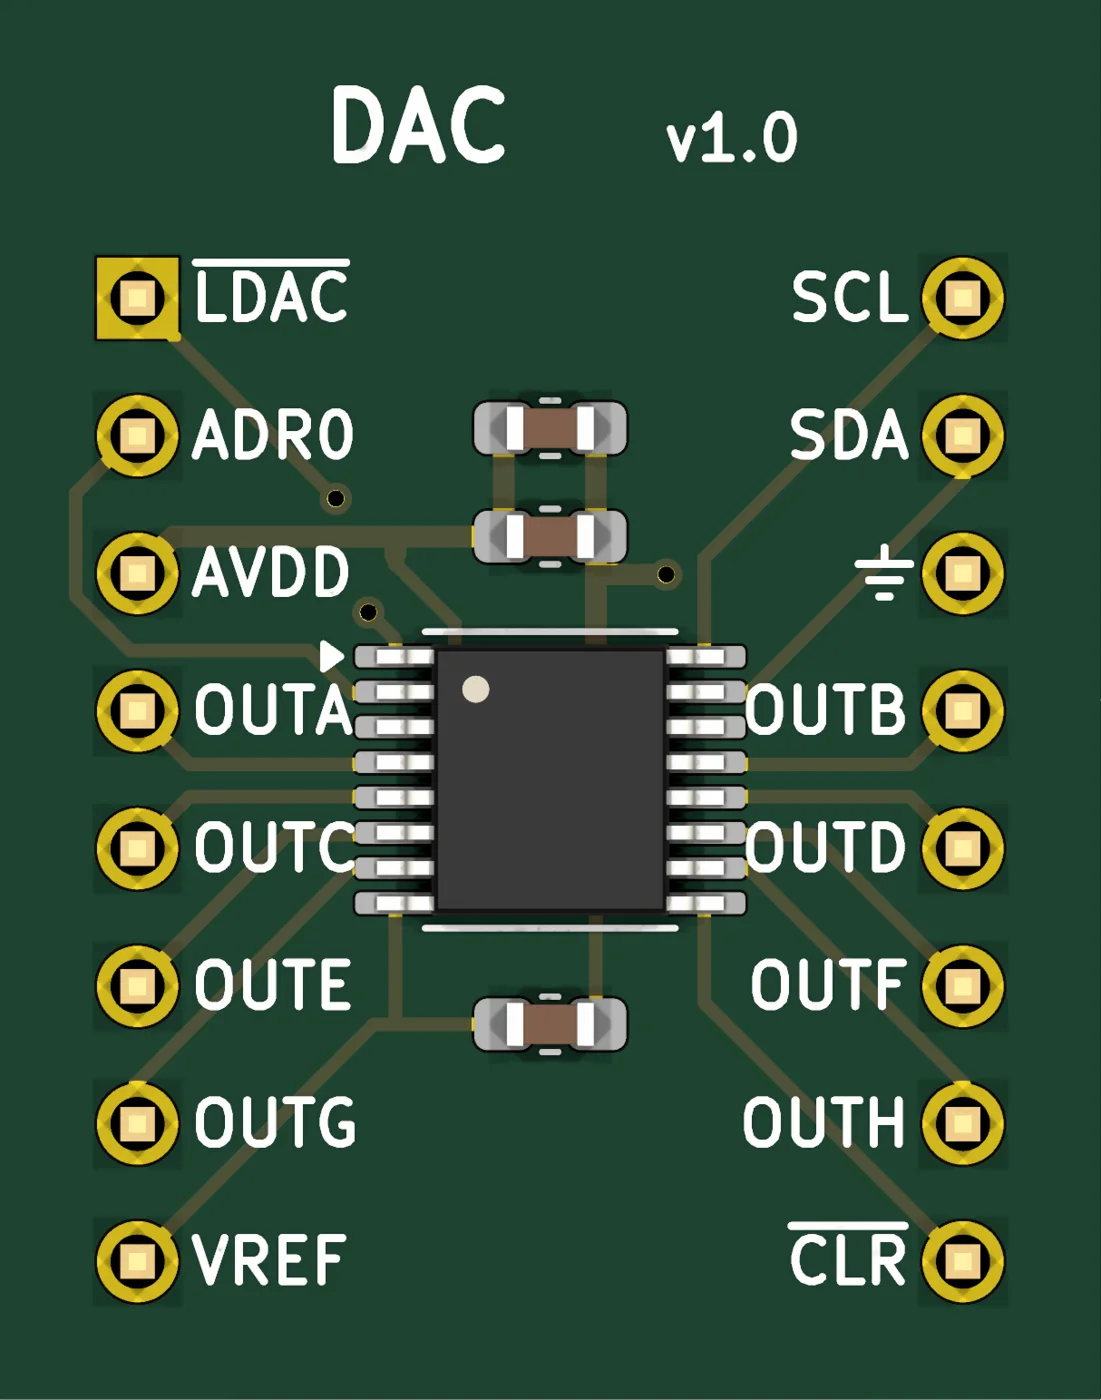 DAC v1.0
LDAC SCL
ADR0 SDA
AVDD
OUTA OUTB
OUTC OUTD
OUTE OUTF
OUTG OUTH
VREF CLR